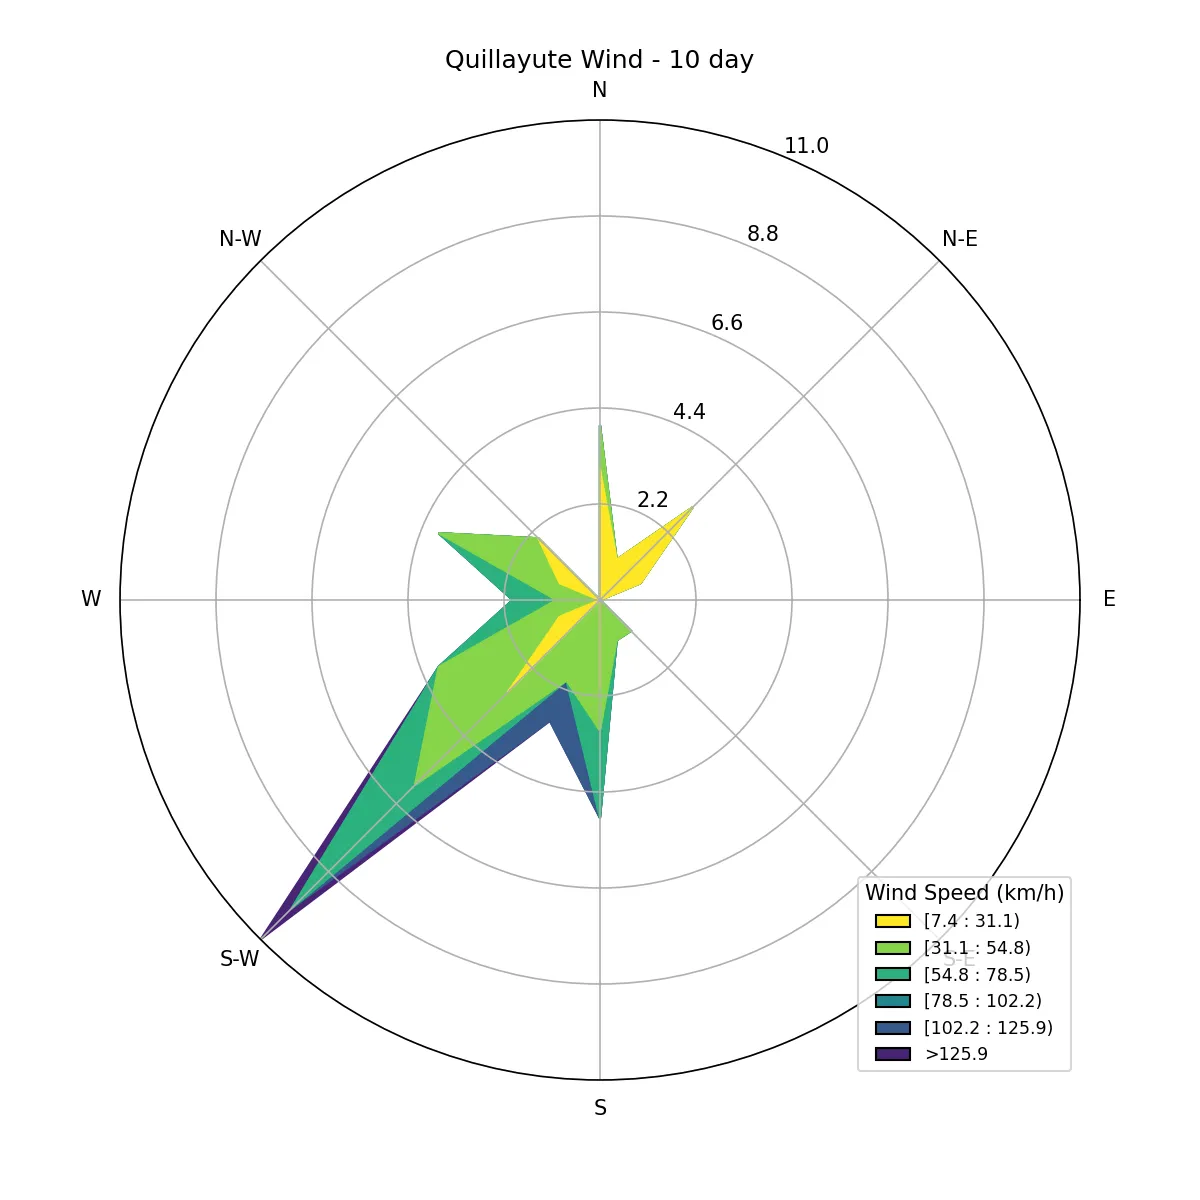 Quillayute Wind - 10 day
N
11.0
8.8
N-W
N-E
6.6
4.4
2.2
W
E
S-W
S-E
S
Wind Speed (km/h)
[7.4 : 31.1)
[31.1 : 54.8)
[54.8 : 78.5)
[78.5 : 102.2)
[102.2 : 125.9)
>125.9